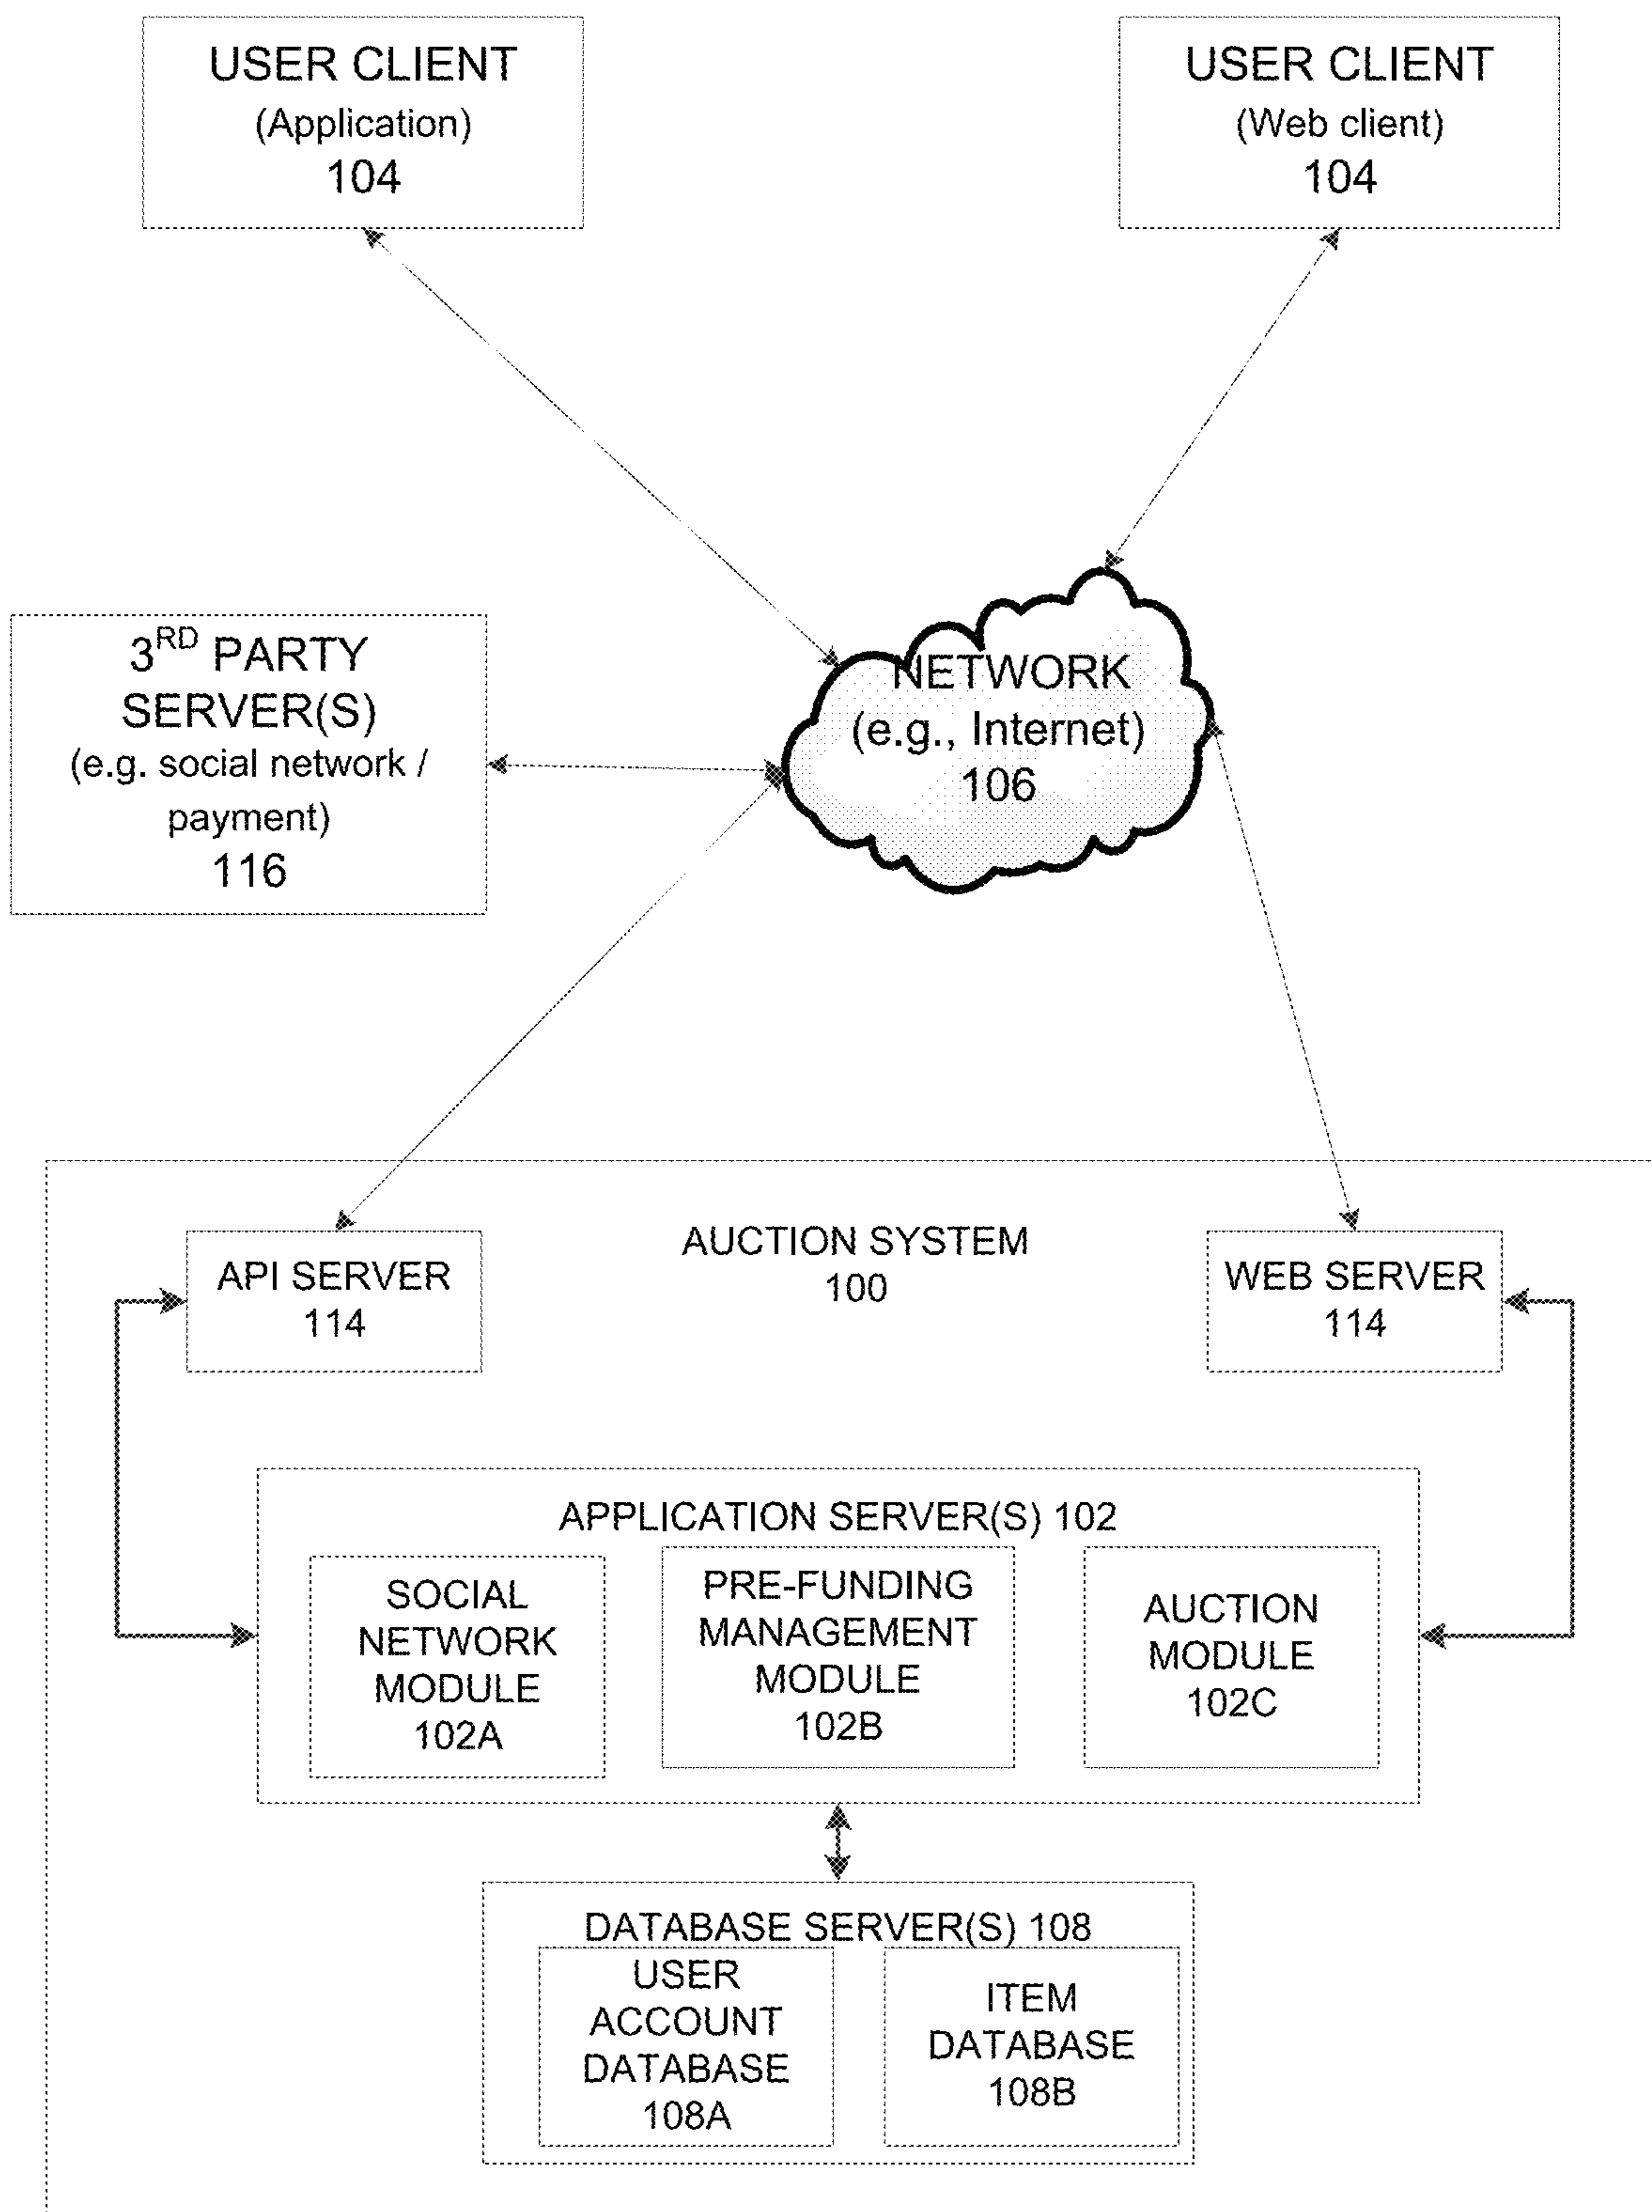 USER CLIENT
(Application)
104
USER CLIENT
(Web client)
104
3RD PARTY
SERVER(S)
(e.g. social network /
payment)
116
NETWORK
(e.g., Internet)
106
AUCTION SYSTEM
100
API SERVER
114
WEB SERVER
114
APPLICATION SERVER(S) 102
SOCIAL
NETWORK
MODULE
102A
PRE-FUNDING
MANAGEMENT
MODULE
102B
AUCTION
MODULE
102C
DATABASE SERVER(S) 108
USER
ACCOUNT
DATABASE
108A
ITEM
DATABASE
108B